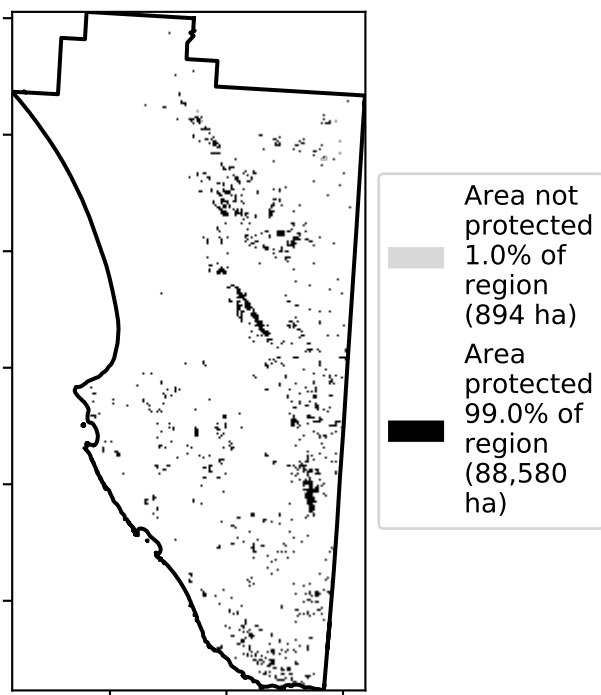 Area not
protected
1.0% of
region
(894 ha)
Area
protected
99.0% of
region
(88,580
ha)